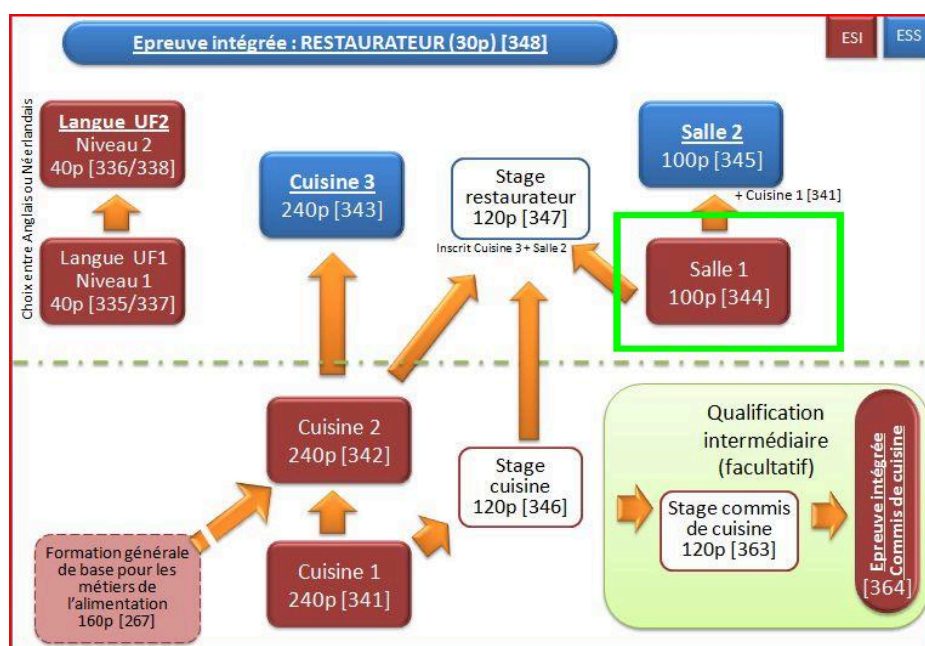 Epreuve intégrée : RESTAURATEUR (30p) [348]
ESI
ESS
Choix entre Anglais ou Néerlandais
Langue UF2
Niveau 2
40p [336/338]
Langue UF1
Niveau 1
40p [335/337]
Cuisine 3
240p [343]
Stage
restaurateur
120p [347]
Inscrit Cuisine 3 + Salle 2
Salle 2
100p [345]
+ Cuisine 1 [341]
Salle 1
100p [344]
Cuisine 2
240p [342]
Stage
cuisine
120p [346]
Formation générale
de base pour les
métiers de
l’alimentation
160p [267]
Cuisine 1
240p [341]
Qualification
intermédiaire
(facultatif)
Stage commis
de cuisine
120p [363]
Epreuve intégrée
Commis de cuisine
[364]